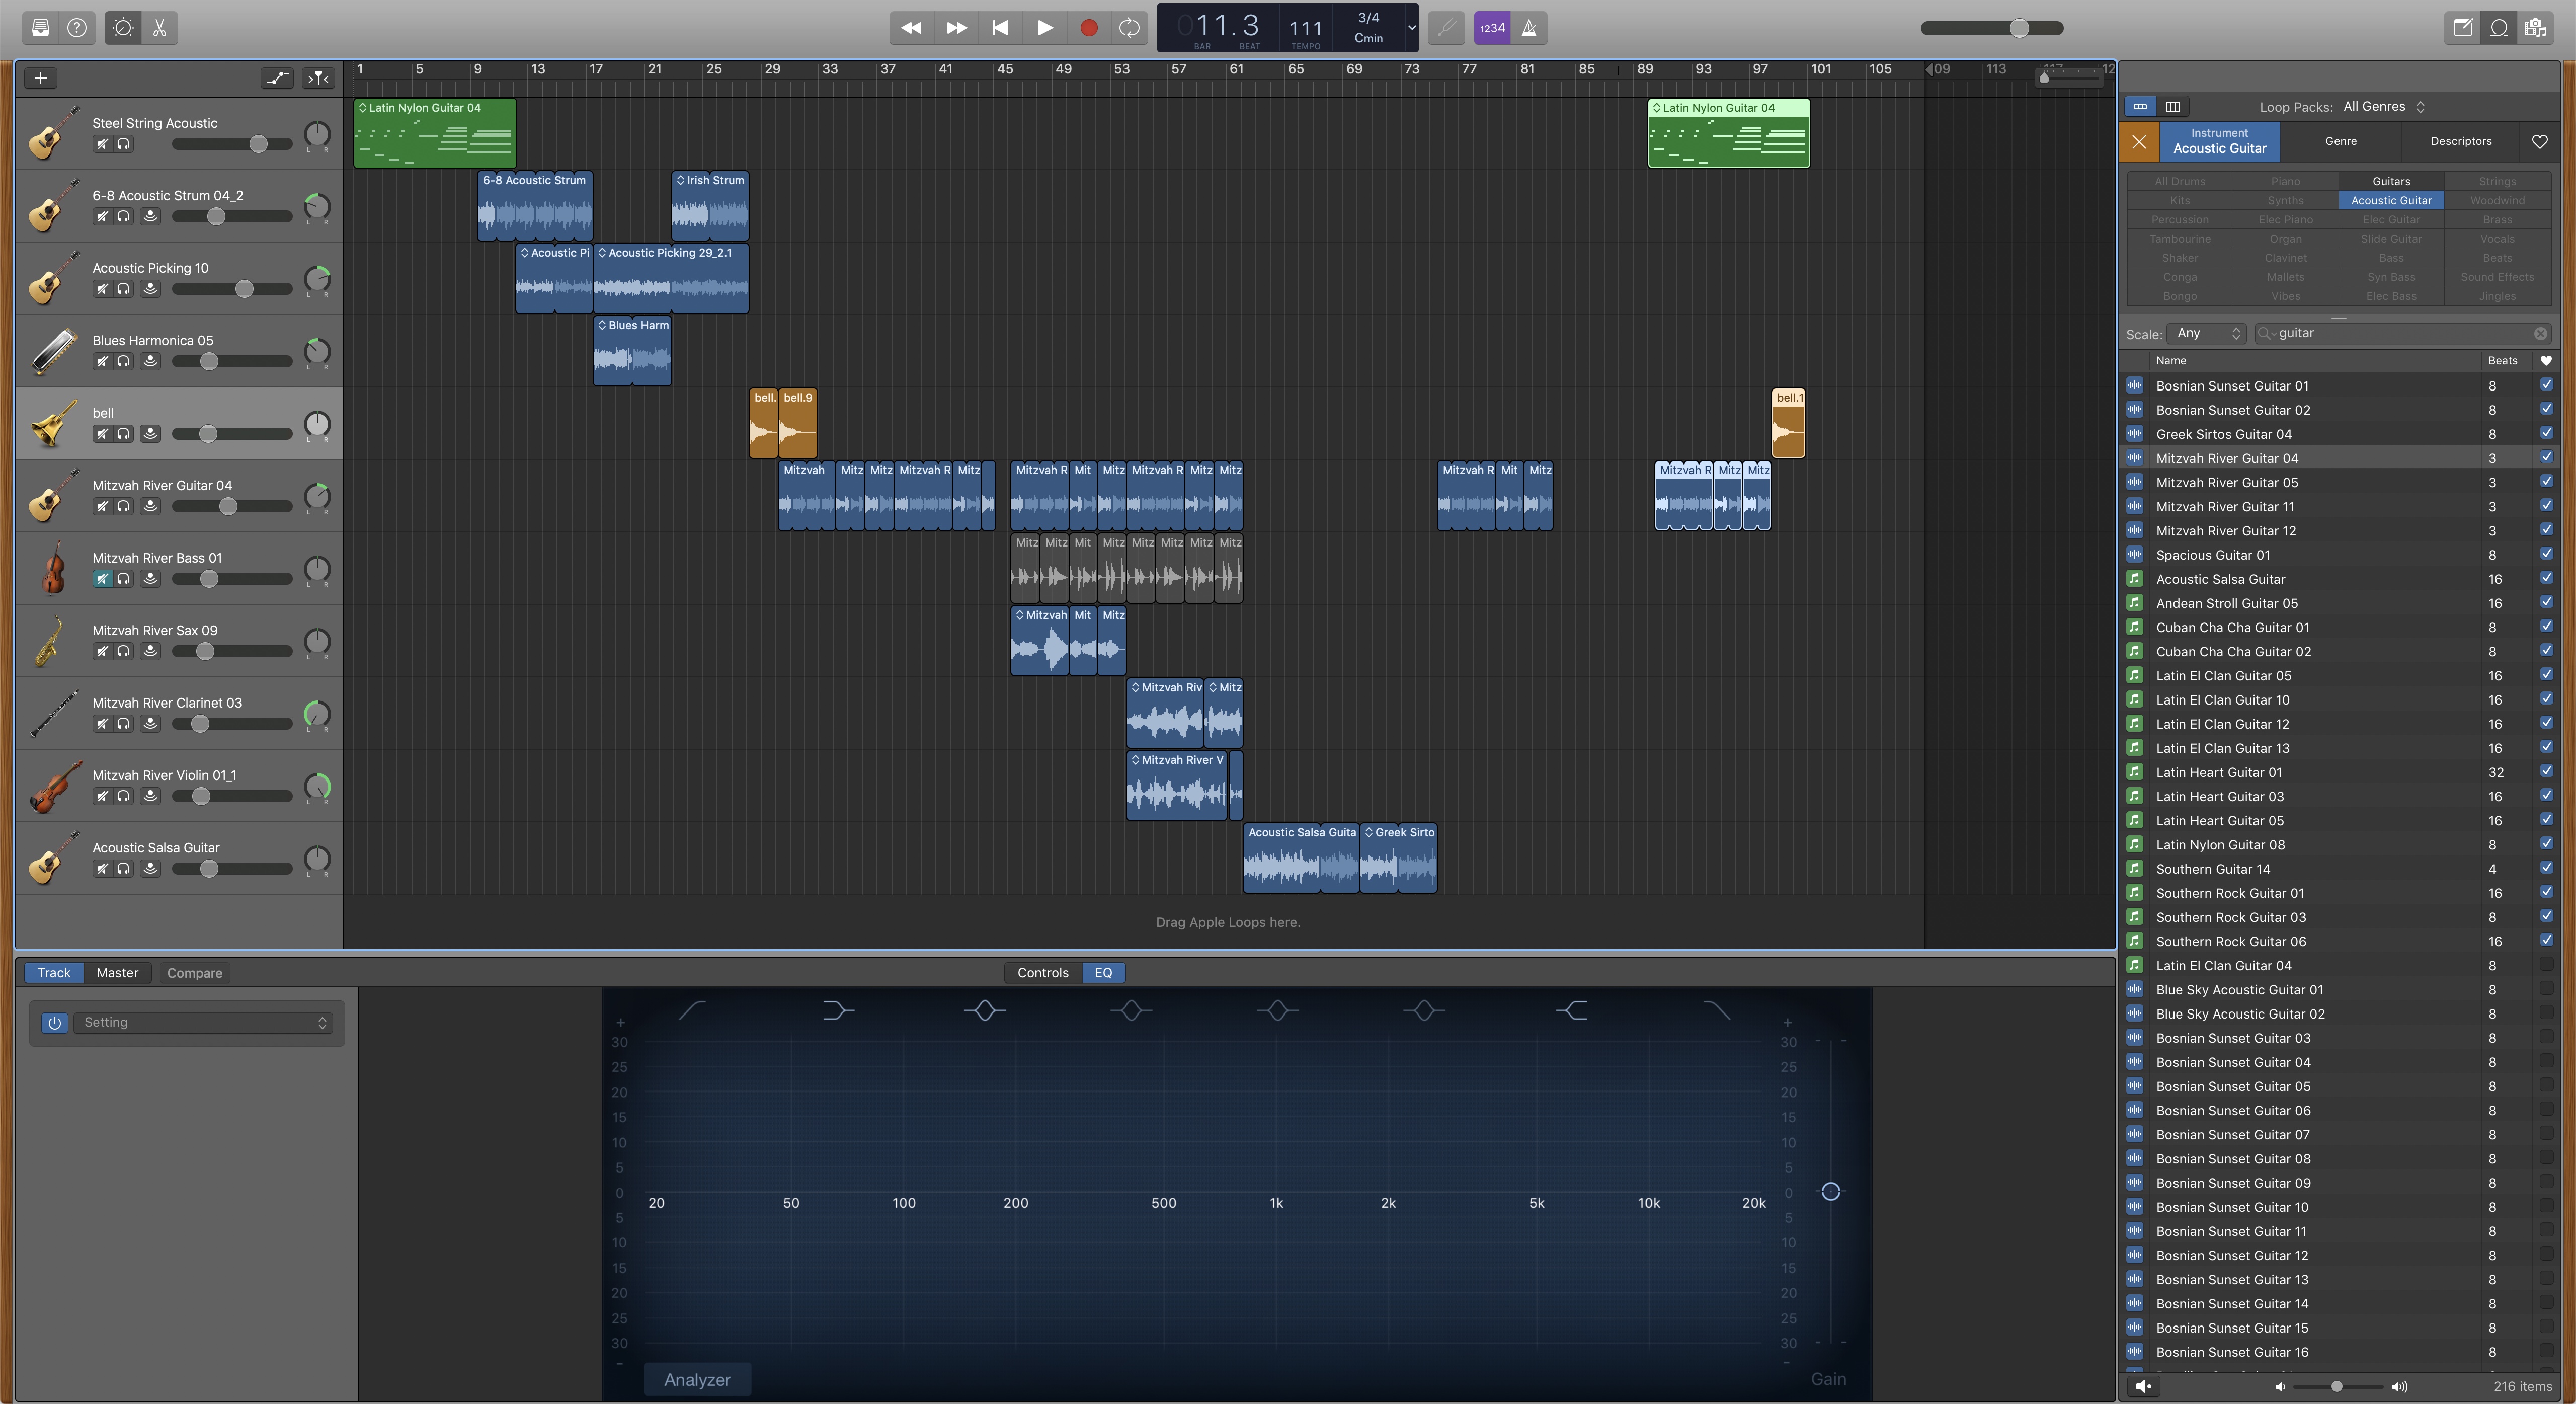 1234
011.3
BAR BEAT
111
TEMPO
3/4
Cmin
1 5 9 13 17 21 25 29 33 37 41 45 49 53 57 61 65 69 73 77 81 85 89 93 97 101 105 109 113 117 12
Steel String Acoustic
L R
Latin Nylon Guitar 04
Latin Nylon Guitar 04
6-8 Acoustic Strum 04_2
L R
6-8 Acoustic Strum
Irish Strum
Acoustic Picking 10
L R
Acoustic Pi
Acoustic Picking 29_2.1
Blues Harmonica 05
L R
Blues Harm
bell
L R
bell.
bell.9
bell.1
Mitzvah River Guitar 04
L R
Mitzvah Mitz Mitz Mitzvah R Mitz
Mitzvah R Mit Mitz Mitzvah R Mitz Mitz
Mitzvah R Mit Mitz
Mitzvah R Mitz Mitz
Mitzvah River Bass 01
L R
Mitz Mitz Mit Mitz Mitz Mitz Mitz Mitz
Mitzvah River Sax 09
L R
Mitzvah Mit Mitz
Mitzvah River Clarinet 03
L R
Mitzvah Riv Mitz
Mitzvah River Violin 01_1
L R
Mitzvah River V
Acoustic Salsa Guitar
L R
Acoustic Salsa Guita
Greek Sirto
Drag Apple Loops here.
Track Master Compare
Controls EQ
Setting
+ +
30 30
25 25
20 20
15 15
10 10
5 5
0 0
20 50 100 200 500 1k 2k 5k 10k 20k
5 5
10 10
15 15
20 20
25 25
30 30
- -
Analyzer
Gain
Loop Packs: All Genres
Instrument
Acoustic Guitar
Genre
Descriptors
All Drums Piano Guitars Strings
Kits Synths Acoustic Guitar Woodwind
Percussion Elec Piano Elec Guitar Brass
Tambourine Organ Slide Guitar Vocals
Shaker Clavinet Bass Beats
Conga Mallets Syn Bass Sound Effects
Bongo Vibes Elec Bass Jingles
Scale: Any
guitar
Name Beats
Bosnian Sunset Guitar 01 8
Bosnian Sunset Guitar 02 8
Greek Sirtos Guitar 04 8
Mitzvah River Guitar 04 3
Mitzvah River Guitar 05 3
Mitzvah River Guitar 11 3
Mitzvah River Guitar 12 3
Spacious Guitar 01 8
Acoustic Salsa Guitar 16
Andean Stroll Guitar 05 16
Cuban Cha Cha Guitar 01 8
Cuban Cha Cha Guitar 02 8
Latin El Clan Guitar 05 16
Latin El Clan Guitar 10 16
Latin El Clan Guitar 12 16
Latin El Clan Guitar 13 16
Latin Heart Guitar 01 32
Latin Heart Guitar 03 16
Latin Heart Guitar 05 16
Latin Nylon Guitar 08 8
Southern Guitar 14 4
Southern Rock Guitar 01 16
Southern Rock Guitar 03 8
Southern Rock Guitar 06 16
Latin El Clan Guitar 04 8
Blue Sky Acoustic Guitar 01 8
Blue Sky Acoustic Guitar 02 8
Bosnian Sunset Guitar 03 8
Bosnian Sunset Guitar 04 8
Bosnian Sunset Guitar 05 8
Bosnian Sunset Guitar 06 8
Bosnian Sunset Guitar 07 8
Bosnian Sunset Guitar 08 8
Bosnian Sunset Guitar 09 8
Bosnian Sunset Guitar 10 8
Bosnian Sunset Guitar 11 8
Bosnian Sunset Guitar 12 8
Bosnian Sunset Guitar 13 8
Bosnian Sunset Guitar 14 8
Bosnian Sunset Guitar 15 8
Bosnian Sunset Guitar 16 8
216 items